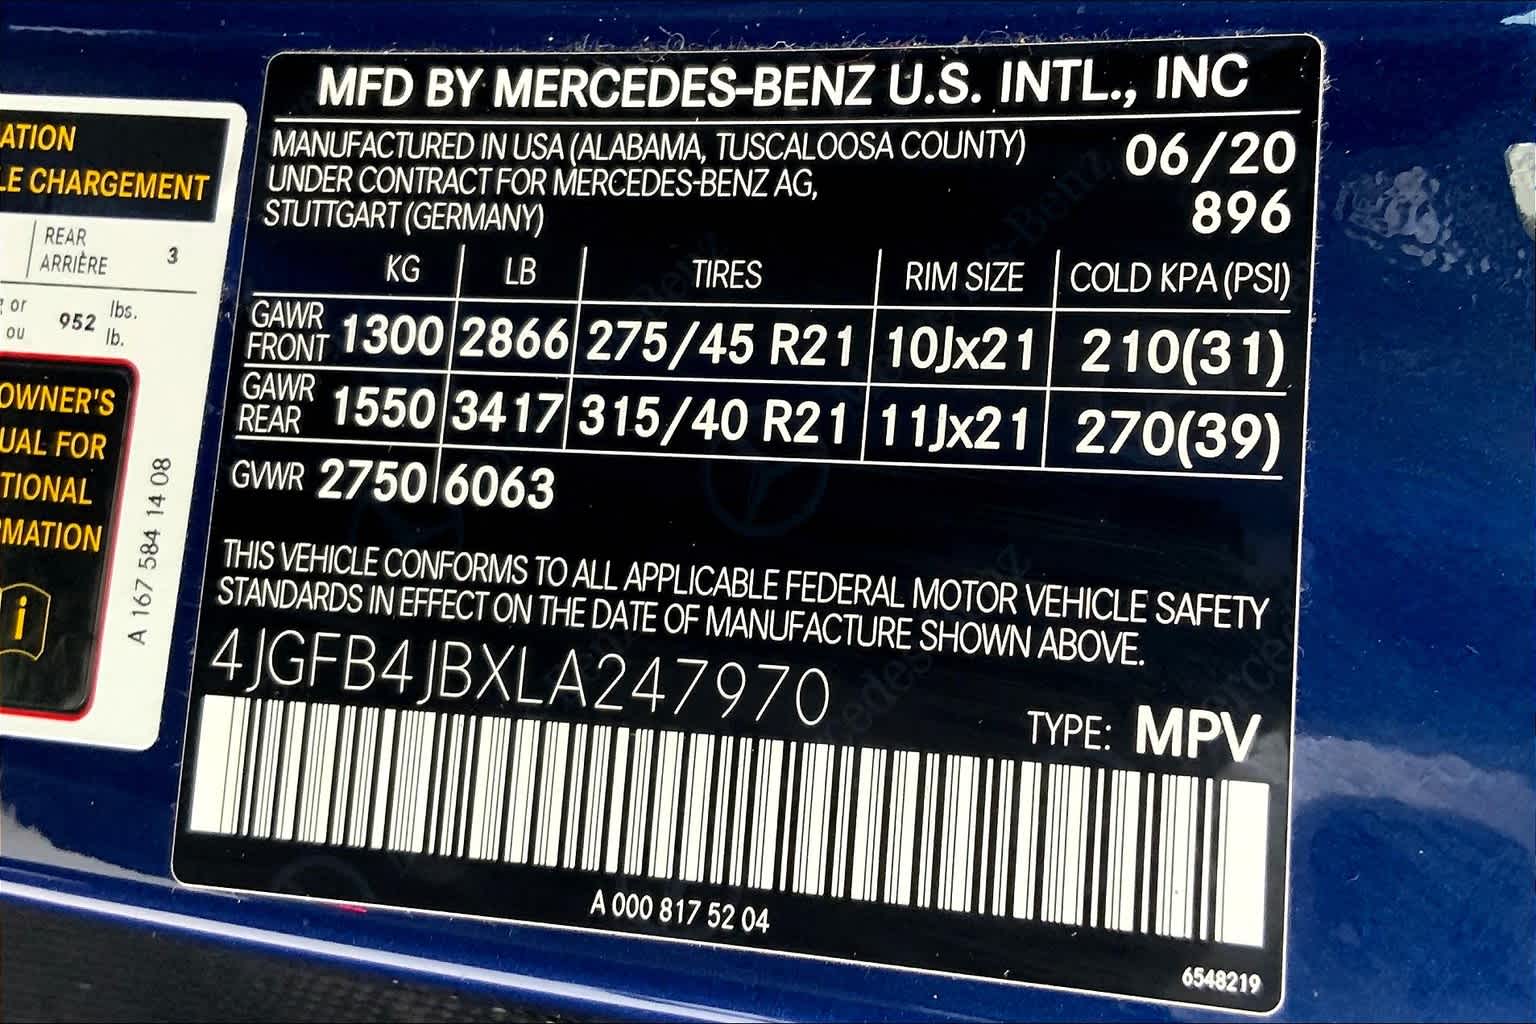 ATION
LE CHARGEMENT
REAR
ARRIÈRE
3
or
ou
952
lbs.
lb.
OWNER'S
UAL FOR
TIONAL
MATION
i
A 167 584 14 08
MFD BY MERCEDES-BENZ U.S. INTL., INC
MANUFACTURED IN USA (ALABAMA, TUSCALOOSA COUNTY)
UNDER CONTRACT FOR MERCEDES-BENZ AG,
STUTTGART (GERMANY)
06/20
896
KG LB TIRES RIM SIZE COLD KPA (PSI)
GAWR
FRONT 1300 2866 275/45 R21 10Jx21 210(31)
GAWR
REAR 1550 3417 315/40 R21 11Jx21 270(39)
GVWR 2750 6063
THIS VEHICLE CONFORMS TO ALL APPLICABLE FEDERAL MOTOR VEHICLE SAFETY
STANDARDS IN EFFECT ON THE DATE OF MANUFACTURE SHOWN ABOVE.
4JGFB4JBXLA247970
TYPE: MPV
A 000 817 52 04
6548219